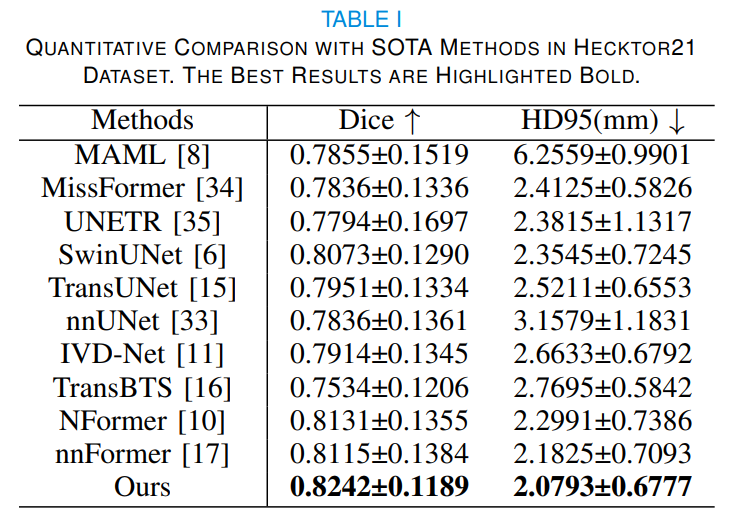 TABLE I
QUANTITATIVE COMPARISON WITH SOTA METHODS IN HECKTOR21
DATASET. THE BEST RESULTS ARE HIGHLIGHTED BOLD.
Methods Dice ↑ HD95(mm) ↓
MAML [8] 0.7855±0.1519 6.2559±0.9901
MissFormer [34] 0.7836±0.1336 2.4125±0.5826
UNETR [35] 0.7794±0.1697 2.3815±1.1317
SwinUNet [6] 0.8073±0.1290 2.3545±0.7245
TransUNet [15] 0.7951±0.1334 2.5211±0.6553
nnUNet [33] 0.7836±0.1361 3.1579±1.1831
IVD-Net [11] 0.7914±0.1345 2.6633±0.6792
TransBTS [16] 0.7534±0.1206 2.7695±0.5842
NFormer [10] 0.8131±0.1355 2.2991±0.7386
nnFormer [17] 0.8115±0.1384 2.1825±0.7093
Ours 0.8242±0.1189 2.0793±0.6777